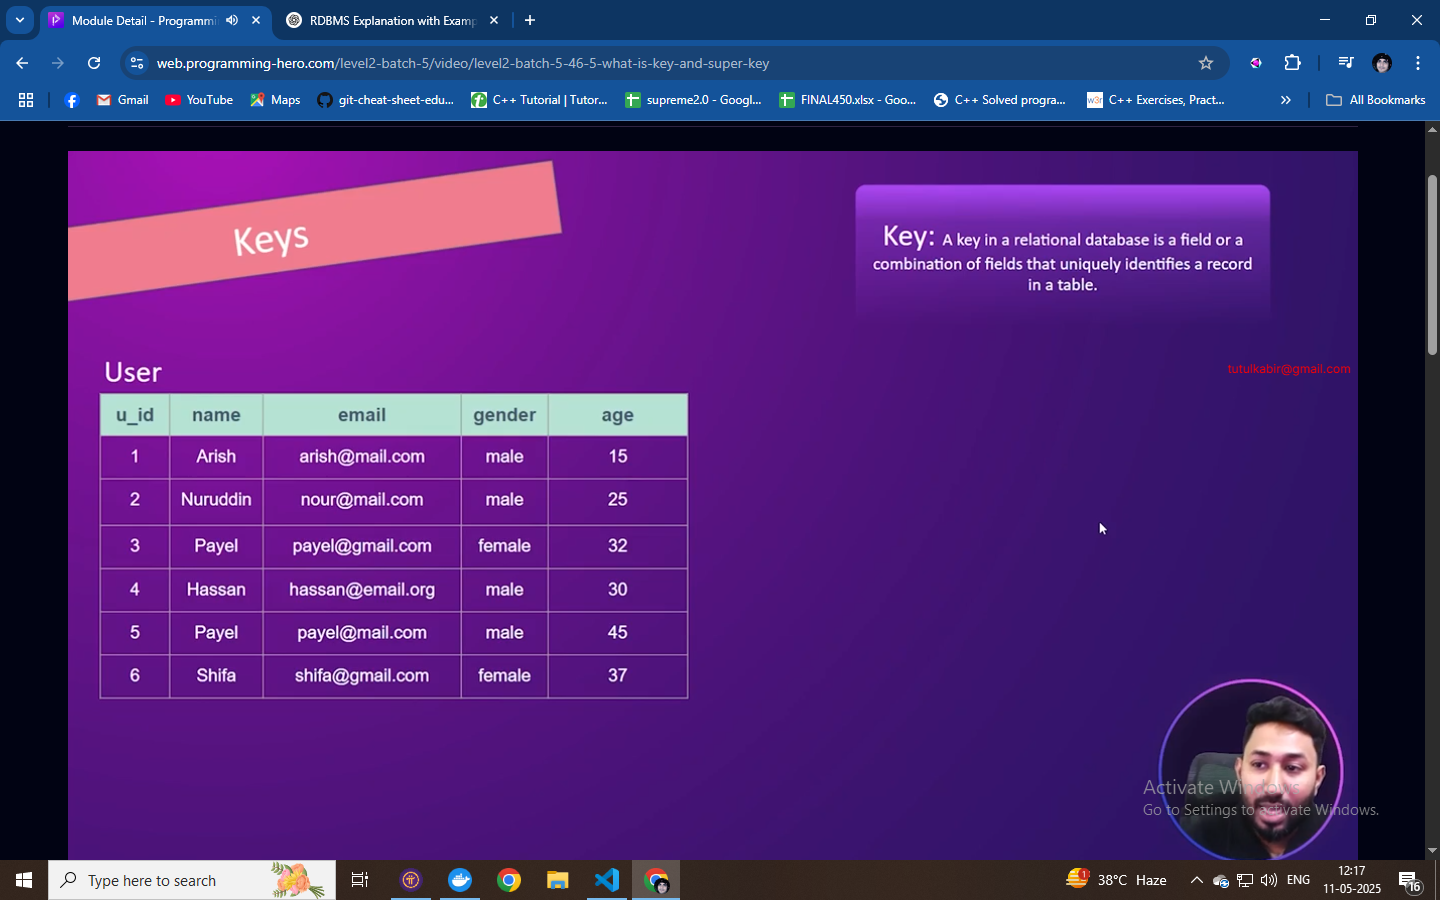 Module Detail - Programmi
RDBMS Explanation with Examp
web.programming-hero.com/level2-batch-5/video/level2-batch-5-46-5-what-is-key-and-super-key
Gmail
YouTube
Maps
git-cheat-sheet-edu...
C++ Tutorial | Tutor...
supreme2.0 - Googl...
FINAL450.xlsx - Goo...
C++ Solved progra...
w3r
C++ Exercises, Pract...
All Bookmarks
Keys
Key: A key in a relational database is a field or a
combination of fields that uniquely identifies a record
in a table.
tutulkabir@gmail.com
User
u_id name email gender age
1 Arish arish@mail.com male 15
2 Nuruddin nour@mail.com male 25
3 Payel payel@gmail.com female 32
4 Hassan hassan@email.org male 30
5 Payel payel@mail.com male 45
6 Shifa shifa@gmail.com female 37
Activate Windows
Go to Settings to activate Windows.
Type here to search
1
38°C Haze
ENG
12:17
11-05-2025
16